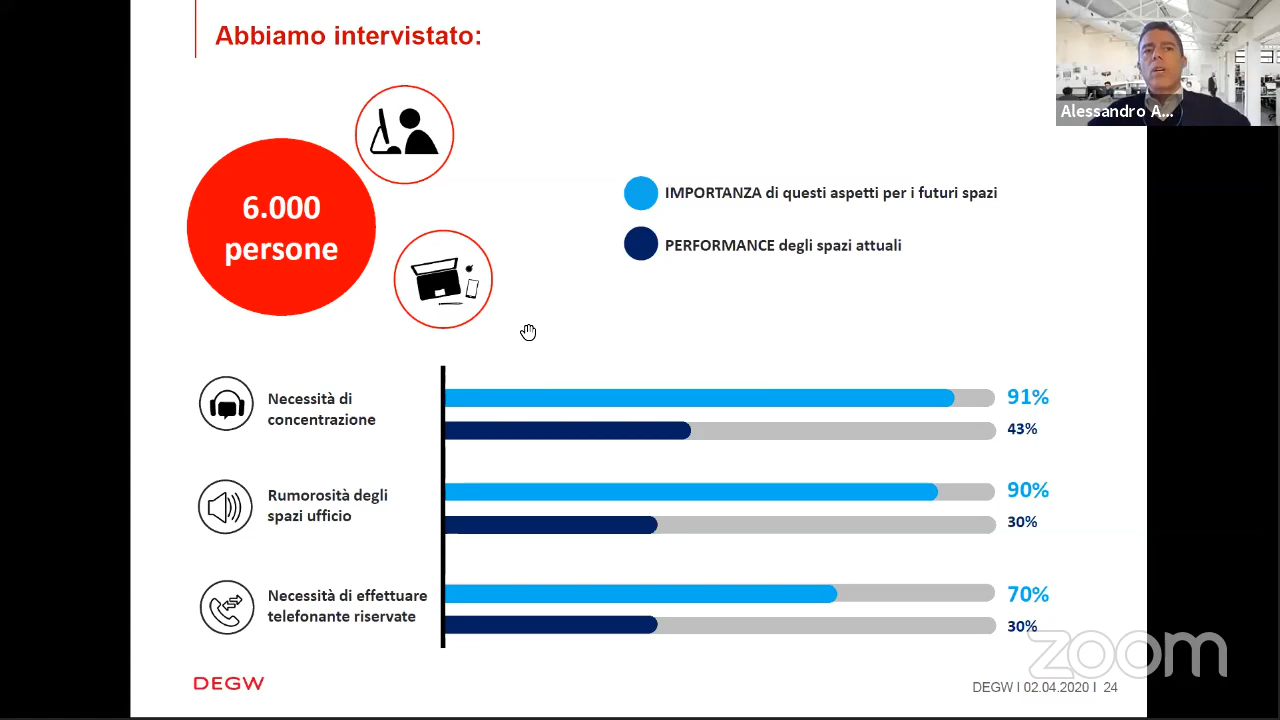 Abbiamo intervistato:
Alessandro A...
6.000
persone
IMPORTANZA di questi aspetti per i futuri spazi
PERFORMANCE degli spazi attuali
Necessità di
concentrazione
91%
43%
Rumorosità degli
spazi ufficio
90%
30%
Necessità di effettuare
telefonante riservate
70%
30%
zoom
DEGW
DEGW I 02.04.2020 I 24